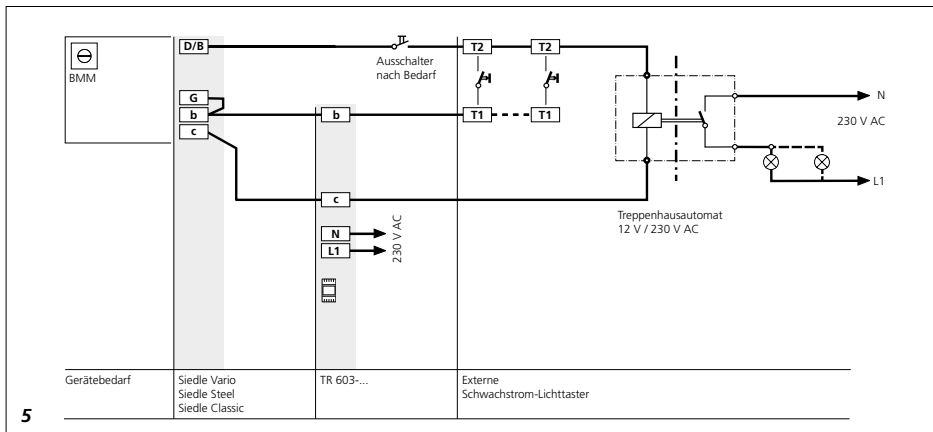 BMM
D/B
G
b
c
Ausschalter
nach Bedarf
T2
T2
T1
T1
b
c
N
L1
230 V AC
N
230 V AC
L1
Treppenhausautomat
12 V / 230 V AC
Gerätebedarf
Siedle Vario
Siedle Steel
Siedle Classic
TR 603-...
Externe
Schwachstrom-Lichttaster
5